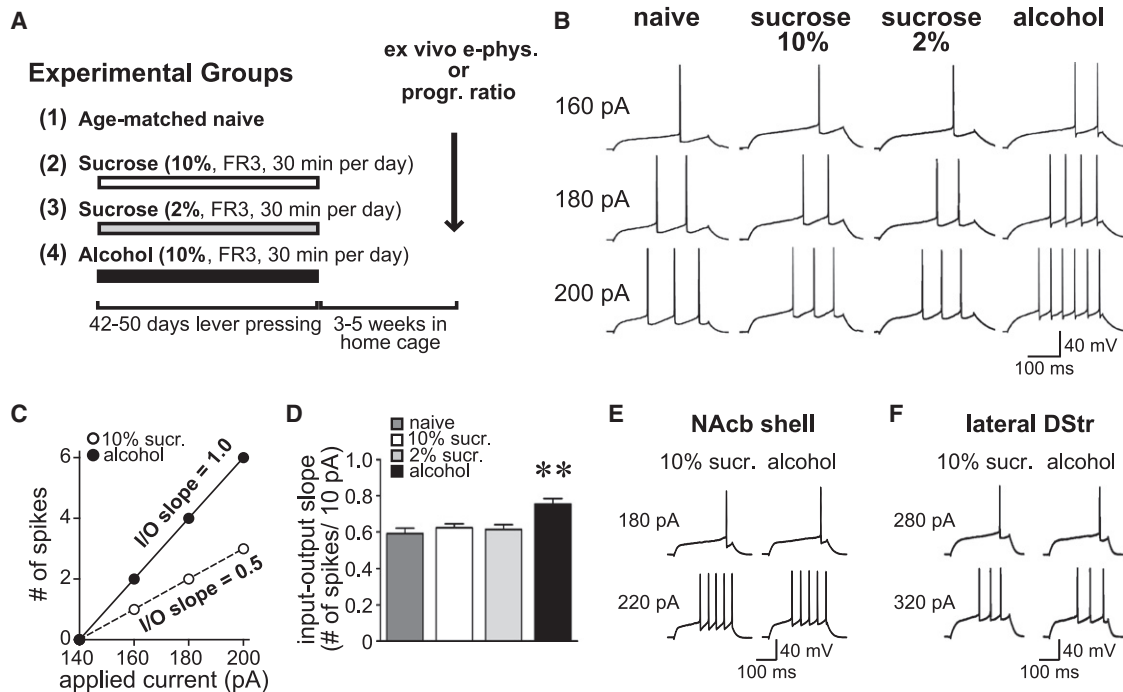 A
Experimental Groups
ex vivo e-phys.
or
progr. ratio
(1) Age-matched naive
(2) Sucrose (10%, FR3, 30 min per day)
(3) Sucrose (2%, FR3, 30 min per day)
(4) Alcohol (10%, FR3, 30 min per day)
42-50 days lever pressing
3-5 weeks in
home cage
B
naive
sucrose
10%
sucrose
2%
alcohol
160 pA
180 pA
200 pA
40 mV
100 ms
C
10% sucr.
alcohol
# of spikes
6
4
2
0
I/O slope = 1.0
I/O slope = 0.5
140 160 180 200
applied current (pA)
D
naive
10% sucr.
2% sucr.
alcohol
input-output slope
(# of spikes/ 10 pA)
1.0
0.8
0.6
0.4
0.2
0
**
E
NAcb shell
10% sucr. alcohol
180 pA
220 pA
40 mV
100 ms
F
lateral DStr
10% sucr. alcohol
280 pA
320 pA
40 mV
100 ms